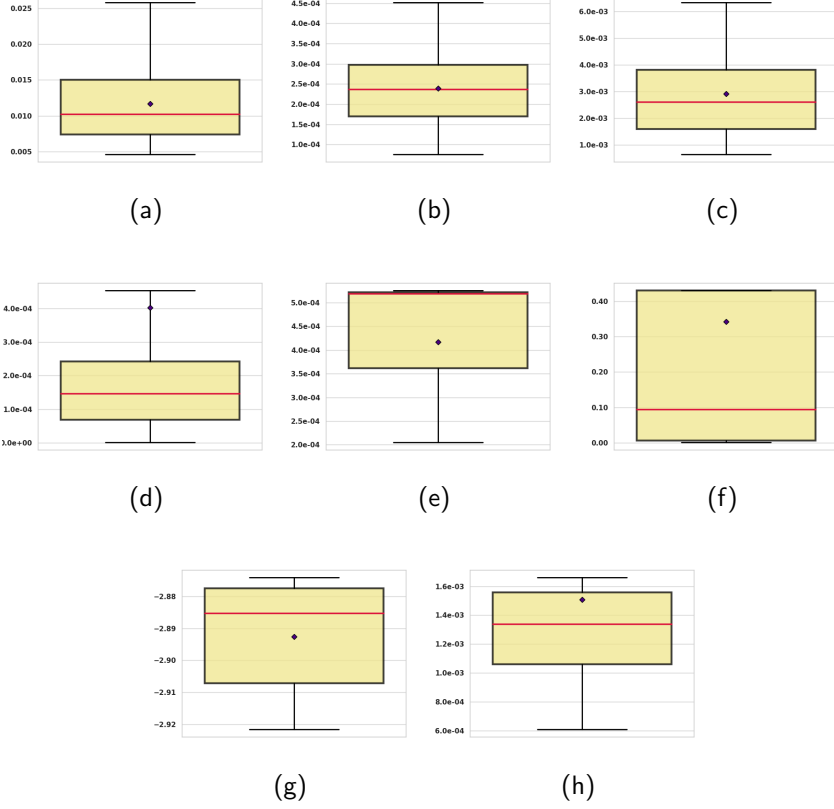 0.025
0.020
0.015
0.010
0.005
(a)
4.5e-04
4.0e-04
3.5e-04
3.0e-04
2.5e-04
2.0e-04
1.5e-04
1.0e-04
(b)
6.0e-03
5.0e-03
4.0e-03
3.0e-03
2.0e-03
1.0e-03
(c)
4.0e-04
3.0e-04
2.0e-04
1.0e-04
0.0e+00
(d)
5.0e-04
4.5e-04
4.0e-04
3.5e-04
3.0e-04
2.5e-04
2.0e-04
(e)
0.40
0.30
0.20
0.10
0.00
(f)
−2.88
−2.89
−2.90
−2.91
−2.92
(g)
1.6e-03
1.4e-03
1.2e-03
1.0e-03
8.0e-04
6.0e-04
(h)